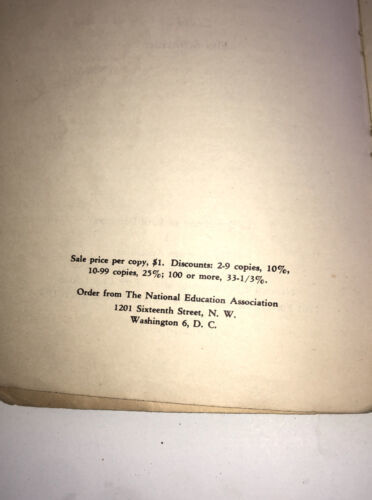 Sale price per copy, $1. Discounts: 2-9 copies, 10%,
10-99 copies, 25%; 100 or more, 33-1/3%.
Order from The National Education Association
1201 Sixteenth Street, N. W.
Washington 6, D. C.